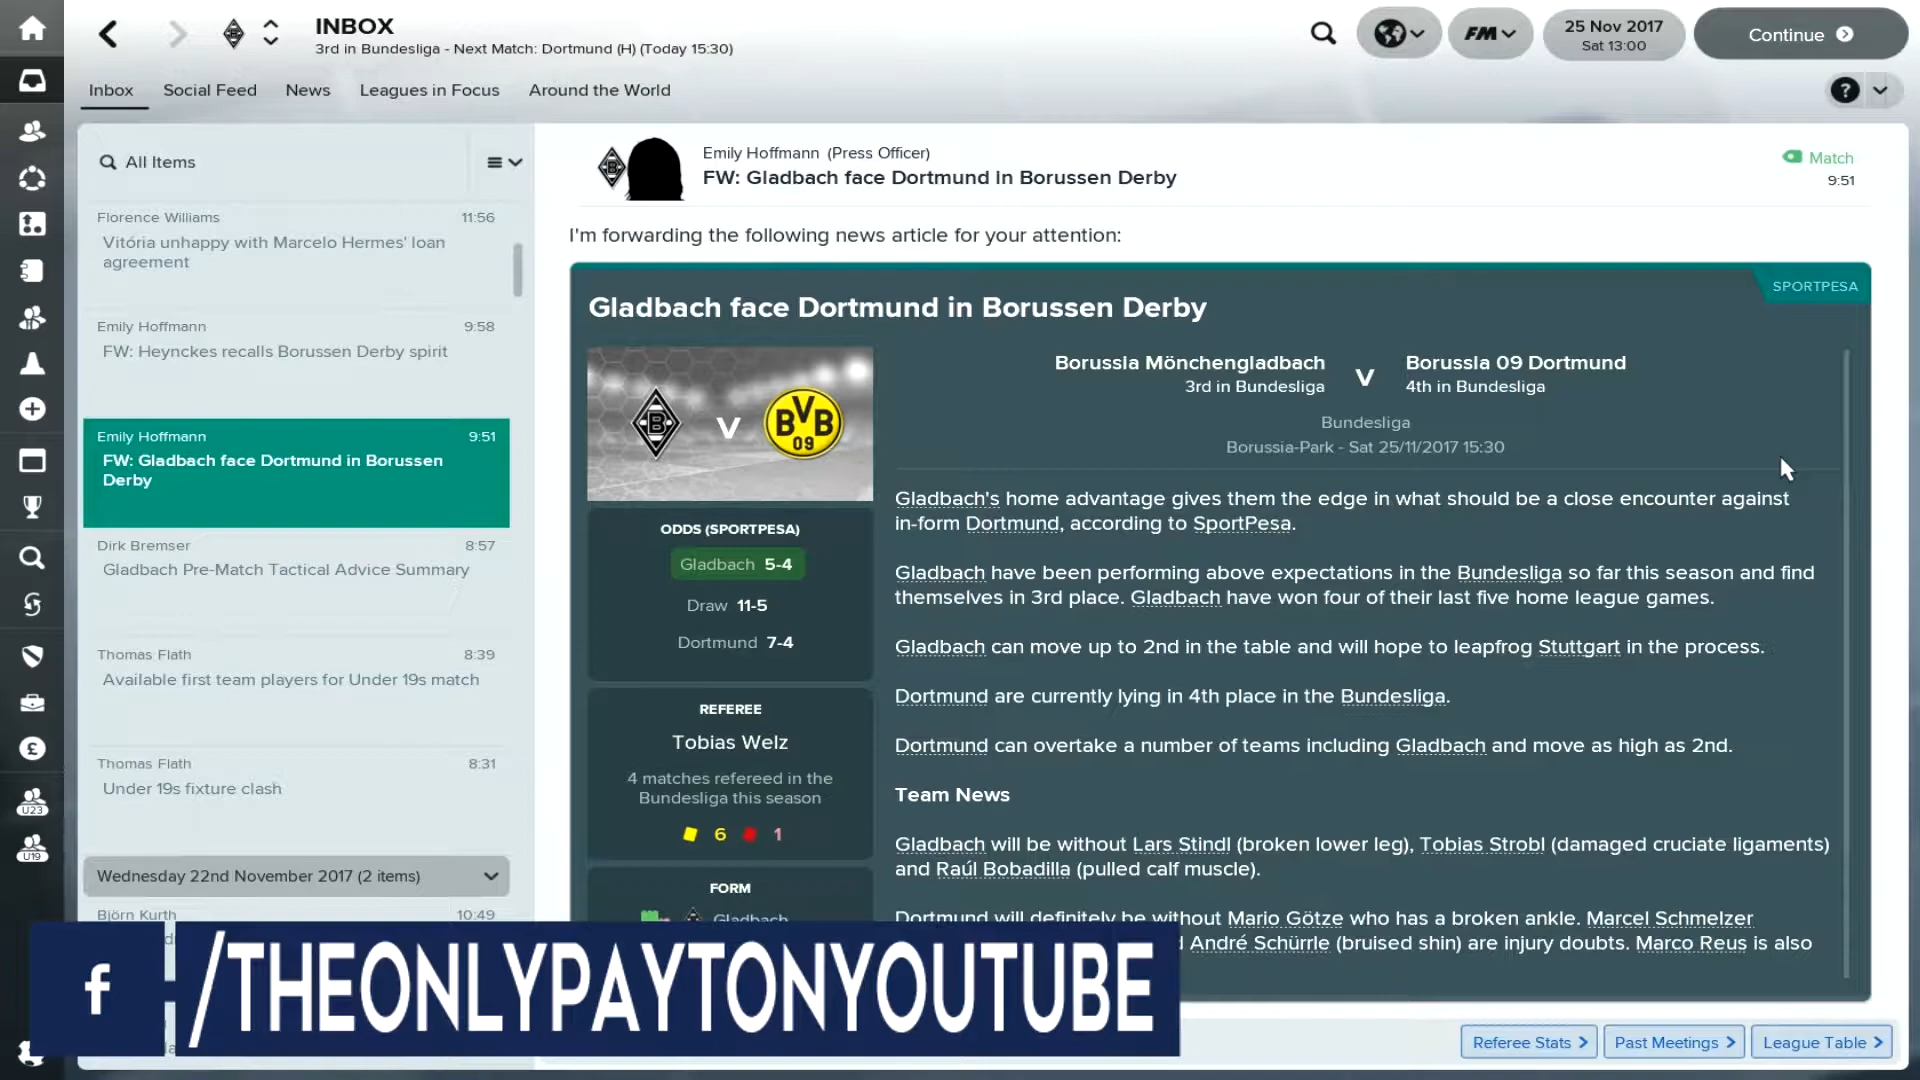 INBOX
3rd in Bundesliga - Next Match: Dortmund (H) (Today 15:30)
FM
25 Nov 2017
Sat 13:00
Continue
Inbox
Social Feed
News
Leagues in Focus
Around the World
?
All Items
Florence Williams 11:56
Vitória unhappy with Marcelo Hermes' loan
agreement
Emily Hoffmann 9:58
FW: Heynckes recalls Borussen Derby spirit
Emily Hoffmann 9:51
FW: Gladbach face Dortmund in Borussen
Derby
Dirk Bremser 8:57
Gladbach Pre-Match Tactical Advice Summary
Thomas Flath 8:39
Available first team players for Under 19s match
Thomas Flath 8:31
Under 19s fixture clash
Wednesday 22nd November 2017 (2 items)
Björn Kurth 10:49
U23
U19
Emily Hoffmann (Press Officer)
FW: Gladbach face Dortmund in Borussen Derby
Match
9:51
I'm forwarding the following news article for your attention:
SPORTPESA
Gladbach face Dortmund in Borussen Derby
B V BVB 09
Borussia Mönchengladbach V Borussia 09 Dortmund
3rd in Bundesliga 4th in Bundesliga
Bundesliga
Borussia-Park - Sat 25/11/2017 15:30
ODDS (SPORTPESA)
Gladbach 5-4
Draw 11-5
Dortmund 7-4
REFEREE
Tobias Welz
4 matches refereed in the
Bundesliga this season
6 1
FORM
Gladbach
Gladbach's home advantage gives them the edge in what should be a close encounter against
in-form Dortmund, according to SportPesa.
Gladbach have been performing above expectations in the Bundesliga so far this season and find
themselves in 3rd place. Gladbach have won four of their last five home league games.
Gladbach can move up to 2nd in the table and will hope to leapfrog Stuttgart in the process.
Dortmund are currently lying in 4th place in the Bundesliga.
Dortmund can overtake a number of teams including Gladbach and move as high as 2nd.
Team News
Gladbach will be without Lars Stindl (broken lower leg), Tobias Strobl (damaged cruciate ligaments)
and Raúl Bobadilla (pulled calf muscle).
Dortmund will definitely be without Mario Götze who has a broken ankle. Marcel Schmelzer
André Schürrle (bruised shin) are injury doubts. Marco Reus is also
f
/THEONLYPAYTONYOUTUBE
Referee Stats
Past Meetings
League Table